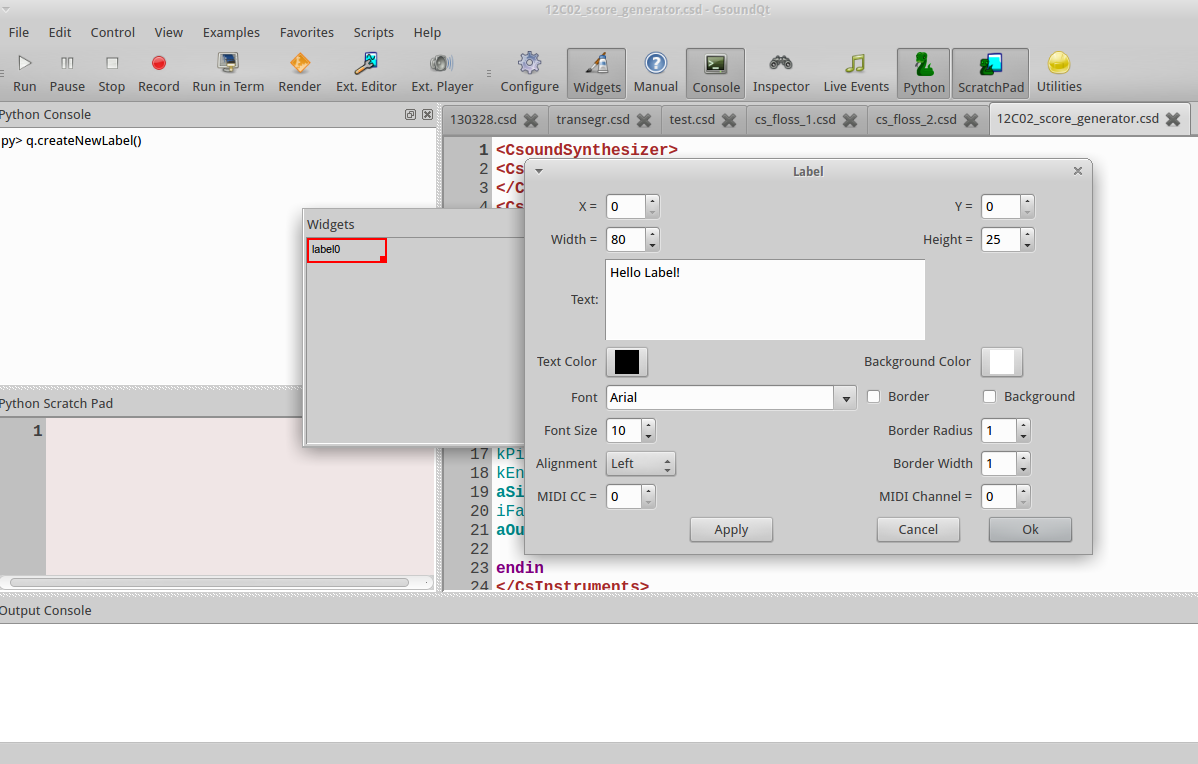 12C02_score_generator.csd - CsoundQt
File Edit Control View Examples Favorites Scripts Help
Run Pause Stop Record Run in Term Render Ext. Editor Ext. Player Configure Widgets Manual Console Inspector Live Events Python ScratchPad Utilities
Python Console
130328.csd transegr.csd test.csd cs_floss_1.csd cs_floss_2.csd 12C02_score_generator.csd
py> q.createNewLabel()
1 <CsoundSynthesizer>
2 <Cs
3 </C
4 <Cs
Label
X = 0 Y = 0
Width = 80 Height = 25
Text: Hello Label!
Text Color Background Color
Font Arial Border Background
Font Size 10 Border Radius 1
Alignment Left Border Width 1
MIDI CC = 0 MIDI Channel = 0
Apply Cancel Ok
Widgets
label0
Python Scratch Pad
1
17 kPi
18 kEn
19 aSi
20 iFa
21 aOu
22
23 endin
24 </CsInstruments>
Output Console